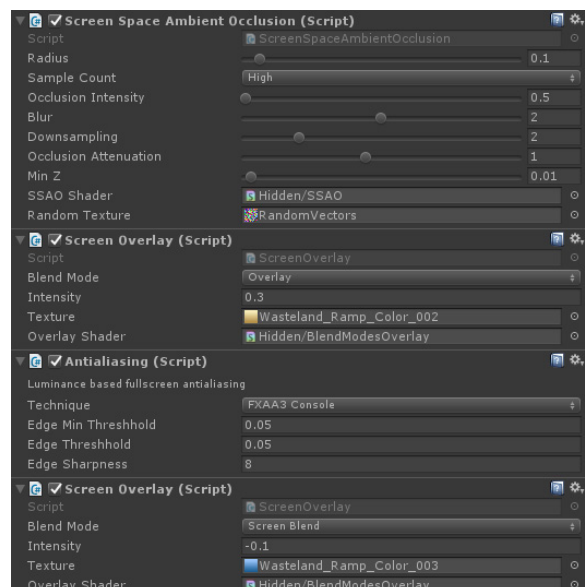 Screen Space Ambient Occlusion (Script)
Script ScreenSpaceAmbientOcclusion
Radius 0.1
Sample Count High
Occlusion Intensity 0.5
Blur 2
Downsampling 2
Occlusion Attenuation 1
Min Z 0.01
SSAO Shader Hidden/SSAO
Random Texture RandomVectors
Screen Overlay (Script)
Script ScreenOverlay
Blend Mode Overlay
Intensity 0.3
Texture Wasteland_Ramp_Color_002
Overlay Shader Hidden/BlendModesOverlay
Antialiasing (Script)
Luminance based fullscreen antialiasing
Technique FXAA3 Console
Edge Min Threshhold 0.05
Edge Threshhold 0.05
Edge Sharpness 8
Screen Overlay (Script)
Script ScreenOverlay
Blend Mode Screen Blend
Intensity -0.1
Texture Wasteland_Ramp_Color_003
Overlay Shader Hidden/BlendModesOverlay